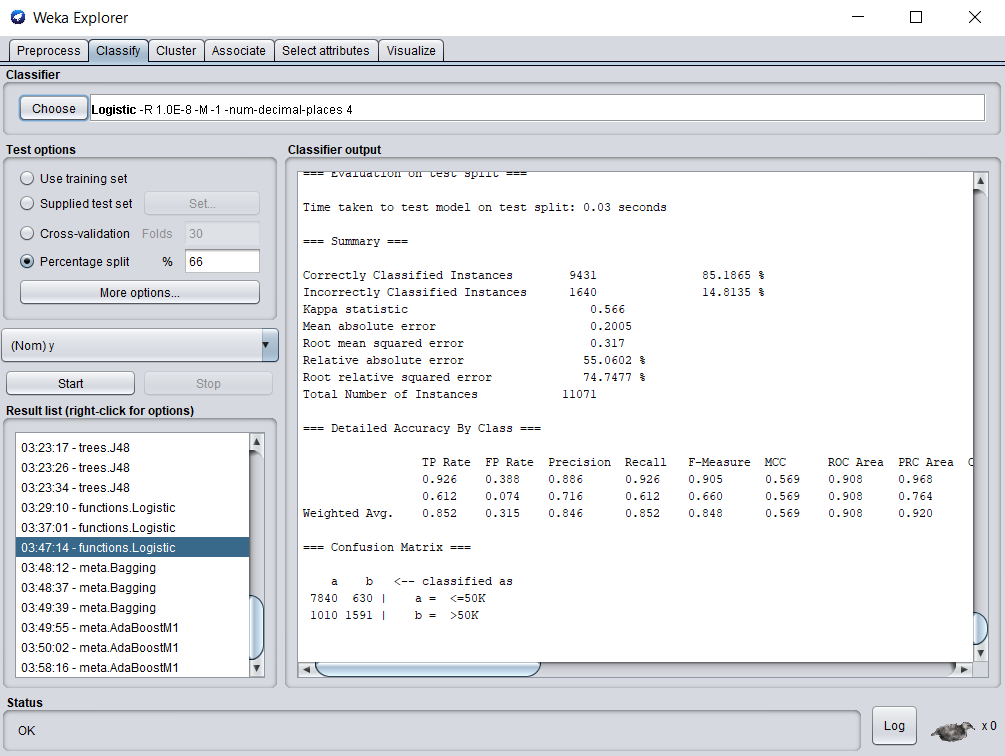 Weka Explorer
Preprocess Classify Cluster Associate Select attributes Visualize
Classifier
Choose Logistic -R 1.0E-8 -M -1 -num-decimal-places 4
Test options
Use training set
Supplied test set Set...
Cross-validation Folds 30
Percentage split % 66
More options...
(Nom) y
Start Stop
Result list (right-click for options)
03:23:17 - trees.J48
03:23:26 - trees.J48
03:23:34 - trees.J48
03:29:10 - functions.Logistic
03:37:01 - functions.Logistic
03:47:14 - functions.Logistic
03:48:12 - meta.Bagging
03:48:37 - meta.Bagging
03:49:39 - meta.Bagging
03:49:55 - meta.AdaBoostM1
03:50:02 - meta.AdaBoostM1
03:58:16 - meta.AdaBoostM1
Classifier output
=== Evaluation on test split ===
Time taken to test model on test split: 0.03 seconds
=== Summary ===
Correctly Classified Instances 9431 85.1865 %
Incorrectly Classified Instances 1640 14.8135 %
Kappa statistic 0.566
Mean absolute error 0.2005
Root mean squared error 0.317
Relative absolute error 55.0602 %
Root relative squared error 74.7477 %
Total Number of Instances 11071
=== Detailed Accuracy By Class ===
TP Rate FP Rate Precision Recall F-Measure MCC ROC Area PRC Area C
0.926 0.388 0.886 0.926 0.905 0.569 0.908 0.968
0.612 0.074 0.716 0.612 0.660 0.569 0.908 0.764
Weighted Avg. 0.852 0.315 0.846 0.852 0.848 0.569 0.908 0.920
=== Confusion Matrix ===
a b <-- classified as
7840 630 | a = <=50K
1010 1591 | b = >50K
Status
OK
Log x 0